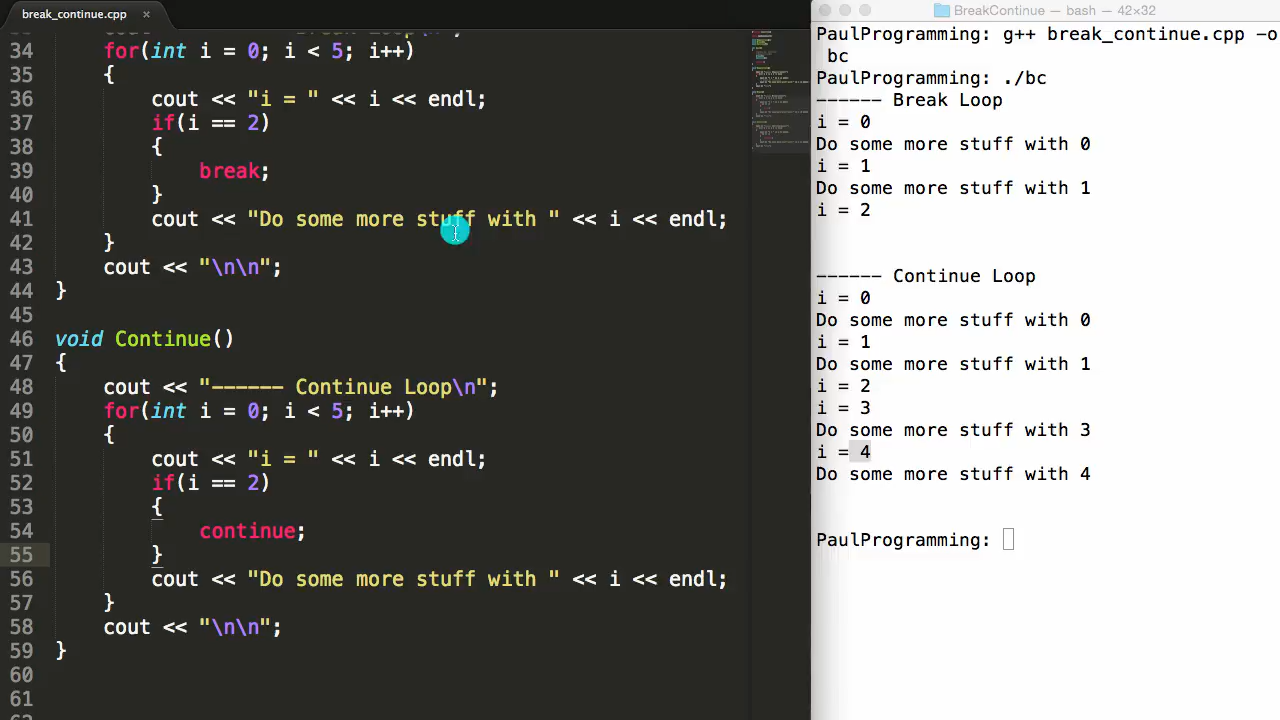 break_continue.cpp ×
34 for(int i = 0; i < 5; i++)
35 {
36 cout << "i = " << i << endl;
37 if(i == 2)
38 {
39 break;
40 }
41 cout << "Do some more stuff with " << i << endl;
42 }
43 cout << "\n\n";
44 }
45
46 void Continue()
47 {
48 cout << "------ Continue Loop\n";
49 for(int i = 0; i < 5; i++)
50 {
51 cout << "i = " << i << endl;
52 if(i == 2)
53 {
54 continue;
55 }
56 cout << "Do some more stuff with " << i << endl;
57 }
58 cout << "\n\n";
59 }
60
61
BreakContinue — bash — 42×32
PaulProgramming: g++ break_continue.cpp -o
bc
PaulProgramming: ./bc
------ Break Loop
i = 0
Do some more stuff with 0
i = 1
Do some more stuff with 1
i = 2
------ Continue Loop
i = 0
Do some more stuff with 0
i = 1
Do some more stuff with 1
i = 2
i = 3
Do some more stuff with 3
i = 4
Do some more stuff with 4
PaulProgramming: